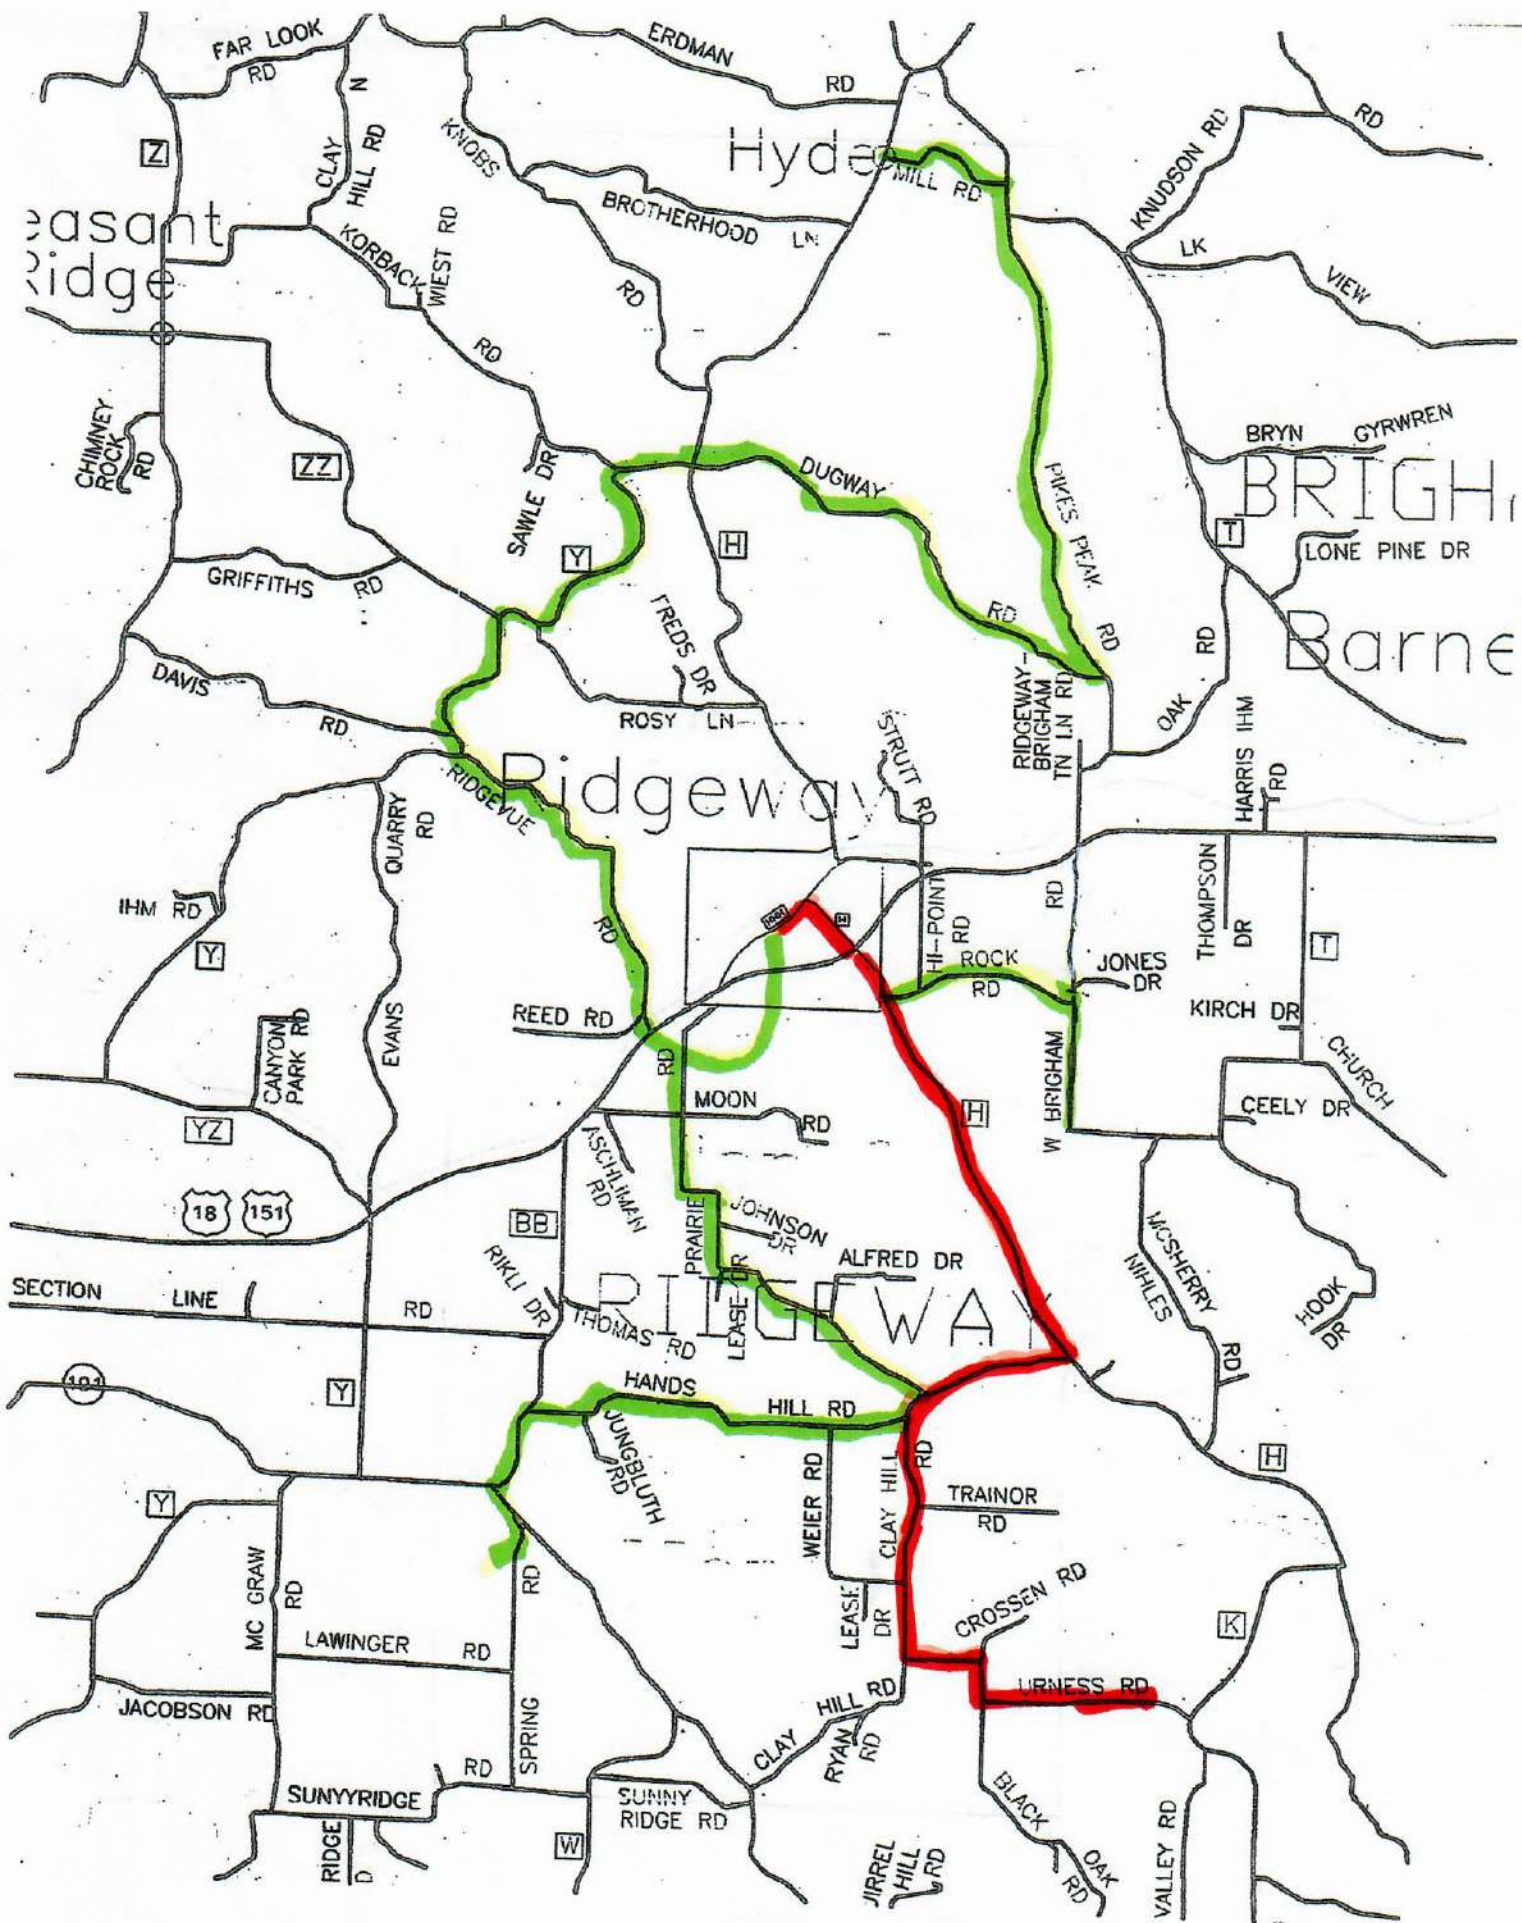 FAR LOOK
RD
N
CLAY
HILL RD
ERDMAN
RD
KNOBS
RD
Hyde
MILL RD
KNUDSON RD
RD
Z
easant
Ridge
KORBACK
RD
WIEST RD
BROTHERHOOD LN
LK
VIEW
CHIMNEY
ROCK
RD
ZZ
SAWLE DR
DUGWAY
RD
PIKES PEAK
RD
BRYN GYRWREN
BRIGH
T
LONE PINE DR
Barne
GRIFFITHS RD
Y
H
FREDS DR
DAVIS
RD
ROSY LN
RIDGEWAY-
BRIGHAM
TN LN RD
OAK
RD
RIDGEVUE
RD
Ridgeway
STRUTT RD
HARRIS IHM
RD
QUARRY
RD
IHM RD
Y
H
HI-POINT
RD
RD
THOMPSON
DR
T
ROCK
RD
JONES
DR
KIRCH DR
REED RD
RD
EVANS
CANYON
PARK RD
YZ
MOON
RD
H
W BRIGHAM
CEELY DR
CHURCH
18
151
ASCHLIMAN
RD
BB
PRAIRIE
JOHNSON
DR
ALFRED DR
MCSHERRY
NIHLES
RD
HOOK
DR
SECTION LINE RD
RIKLI DR
THOMAS RD
LEASE DR
191
Y
HANDS
HILL RD
JUNGBLUTH
RD
WEIER RD
CLAY HILL
RD
TRAINOR
RD
H
Y
MC GRAW
RD
RD
LEASE
DR
CROSSEN RD
K
LAWINGER RD
URNESS RD
JACOBSON RD
SPRING
HILL RD
CLAY
RYAN
RD
SUNYYRIDGE
RD
SUNNY
RIDGE RD
BLACK
OAK
RD
VALLEY RD
RIDGE
D
W
JIRREL
HILL
RD